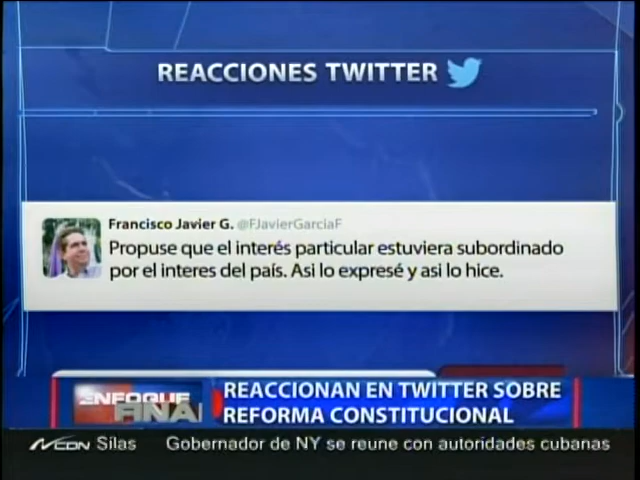 REACCIONES TWITTER
Francisco Javier G. @FJavierGarciaF
Propuse que el interés particular estuviera subordinado
por el interes del país. Asi lo expresé y asi lo hice.
ENFOQUE
FINAL
REACCIONAN EN TWITTER SOBRE
REFORMA CONSTITUCIONAL
CDN Silas Gobernador de NY se reune con autoridades cubanas